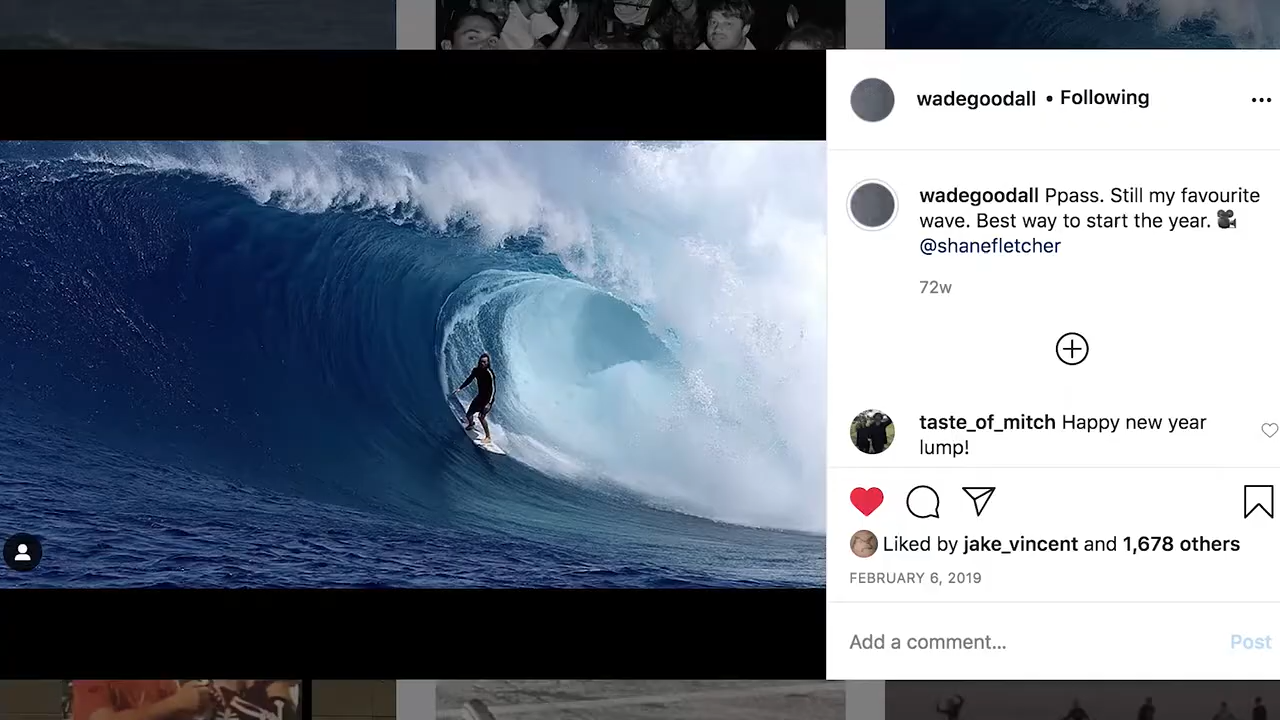 wadegoodall • Following
wadegoodall Ppass. Still my favourite
wave. Best way to start the year. 🎥
@shanefletcher
72w
taste_of_mitch Happy new year
lump!
Liked by jake_vincent and 1,678 others
FEBRUARY 6, 2019
Add a comment...
Post